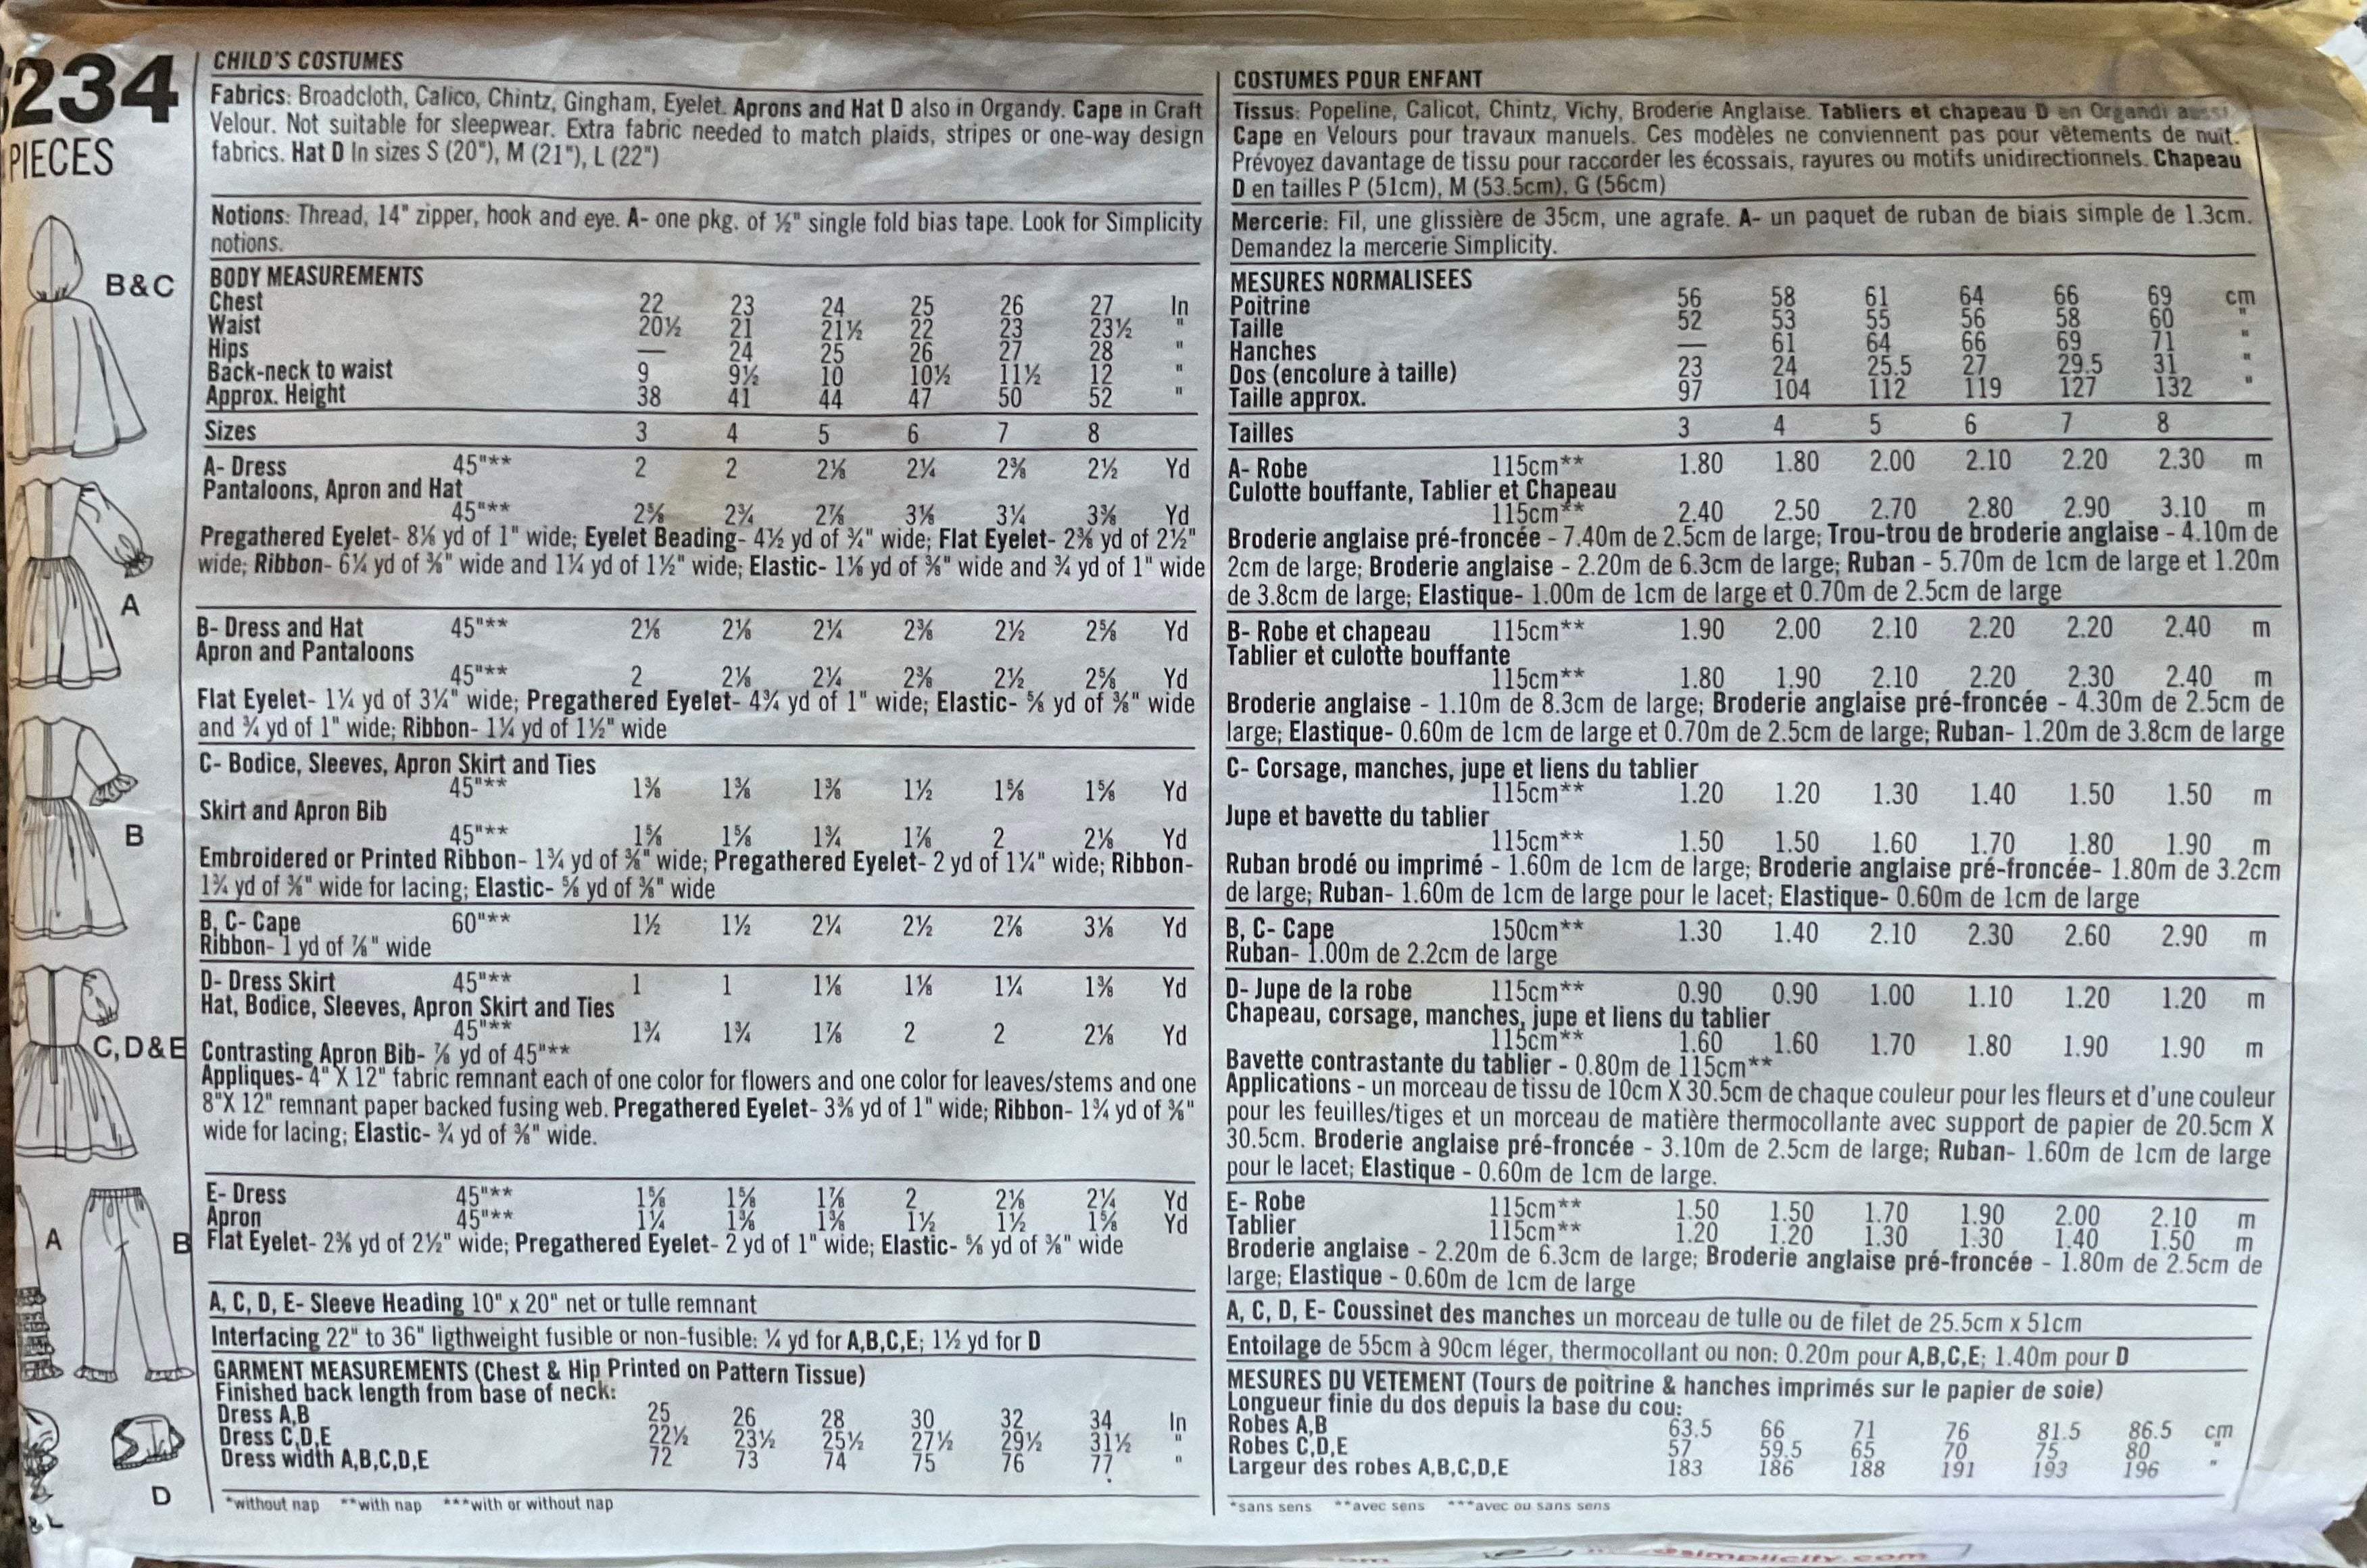 234
PIECES
B&C
A
B
C,D&E
A
B
D
CHILD'S COSTUMES
Fabrics: Broadcloth, Calico, Chintz, Gingham, Eyelet. Aprons and Hat D also in Organdy. Cape in Craft
Velour. Not suitable for sleepwear. Extra fabric needed to match plaids, stripes or one-way design
fabrics. Hat D In sizes S (20"), M (21"), L (22")
Notions: Thread, 14" zipper, hook and eye. A- one pkg. of ½" single fold bias tape. Look for Simplicity
notions.
BODY MEASUREMENTS
Chest 22 23 24 25 26 27 In
Waist 20½ 21 21½ 22 23 23½ "
Hips — 24 25 26 27 28 "
Back-neck to waist 9 9½ 10 10½ 11½ 12 "
Approx. Height 38 41 44 47 50 52 "
Sizes 3 4 5 6 7 8
A- Dress 45"** 2 2 2⅛ 2¼ 2⅜ 2½ Yd
Pantaloons, Apron and Hat
45"** 2⅝ 2¾ 2⅞ 3⅛ 3¼ 3⅜ Yd
Pregathered Eyelet- 8⅛ yd of 1" wide; Eyelet Beading- 4½ yd of ¾" wide; Flat Eyelet- 2⅜ yd of 2½"
wide; Ribbon- 6¼ yd of ⅜" wide and 1¼ yd of 1½" wide; Elastic- 1⅛ yd of ⅜" wide and ¾ yd of 1" wide
B- Dress and Hat 45"** 2⅛ 2⅛ 2¼ 2⅜ 2½ 2⅝ Yd
Apron and Pantaloons
45"** 2 2⅛ 2¼ 2⅜ 2½ 2⅝ Yd
Flat Eyelet- 1¼ yd of 3¼" wide; Pregathered Eyelet- 4¾ yd of 1" wide; Elastic- ⅝ yd of ⅜" wide
and ¾ yd of 1" wide; Ribbon- 1¼ yd of 1½" wide
C- Bodice, Sleeves, Apron Skirt and Ties
45"** 1⅜ 1⅜ 1⅜ 1½ 1⅝ 1⅝ Yd
Skirt and Apron Bib
45"** 1⅝ 1⅝ 1¾ 1⅞ 2 2⅛ Yd
Embroidered or Printed Ribbon- 1¾ yd of ⅜" wide; Pregathered Eyelet- 2 yd of 1¼" wide; Ribbon-
1¾ yd of ⅜" wide for lacing; Elastic- ⅝ yd of ⅜" wide
B, C- Cape 60"** 1½ 1½ 2¼ 2½ 2⅞ 3⅛ Yd
Ribbon- 1 yd of ⅞" wide
D- Dress Skirt 45"** 1 1 1⅛ 1⅛ 1¼ 1⅜ Yd
Hat, Bodice, Sleeves, Apron Skirt and Ties
45"** 1¾ 1¾ 1⅞ 2 2 2⅛ Yd
Contrasting Apron Bib- ⅞ yd of 45"**
Appliques- 4" X 12" fabric remnant each of one color for flowers and one color for leaves/stems and one
8"X 12" remnant paper backed fusing web. Pregathered Eyelet- 3⅜ yd of 1" wide; Ribbon- 1¾ yd of ⅜"
wide for lacing; Elastic- ¾ yd of ⅜" wide.
E- Dress 45"** 1⅝ 1⅝ 1⅞ 2 2⅛ 2¼ Yd
Apron 45"** 1¼ 1⅜ 1⅜ 1½ 1½ 1⅝ Yd
Flat Eyelet- 2⅜ yd of 2½" wide; Pregathered Eyelet- 2 yd of 1" wide; Elastic- ⅝ yd of ⅜" wide
A, C, D, E- Sleeve Heading 10" x 20" net or tulle remnant
Interfacing 22" to 36" ligthweight fusible or non-fusible: ¼ yd for A,B,C,E; 1½ yd for D
GARMENT MEASUREMENTS (Chest & Hip Printed on Pattern Tissue)
Finished back length from base of neck:
Dress A,B 25 26 28 30 32 34 In
Dress C,D,E 22½ 23½ 25½ 27½ 29½ 31½ "
Dress width A,B,C,D,E 72 73 74 75 76 77 "
*without nap **with nap ***with or without nap
COSTUMES POUR ENFANT
Tissus: Popeline, Calicot, Chintz, Vichy, Broderie Anglaise. Tabliers et chapeau D en Organdi aussi.
Cape en Velours pour travaux manuels. Ces modèles ne conviennent pas pour vêtements de nuit.
Prévoyez davantage de tissu pour raccorder les écossais, rayures ou motifs unidirectionnels. Chapeau
D en tailles P (51cm), M (53.5cm), G (56cm)
Mercerie: Fil, une glissière de 35cm, une agrafe. A- un paquet de ruban de biais simple de 1.3cm.
Demandez la mercerie Simplicity.
MESURES NORMALISEES
Poitrine 56 58 61 64 66 69 cm
Taille 52 53 55 56 58 60 "
Hanches — 61 64 66 69 71 "
Dos (encolure à taille) 23 24 25.5 27 29.5 31 "
Taille approx. 97 104 112 119 127 132 "
Tailles 3 4 5 6 7 8
A- Robe 115cm** 1.80 1.80 2.00 2.10 2.20 2.30 m
Culotte bouffante, Tablier et Chapeau
115cm** 2.40 2.50 2.70 2.80 2.90 3.10 m
Broderie anglaise pré-froncée - 7.40m de 2.5cm de large; Trou-trou de broderie anglaise - 4.10m de
2cm de large; Broderie anglaise - 2.20m de 6.3cm de large; Ruban - 5.70m de 1cm de large et 1.20m
de 3.8cm de large; Elastique- 1.00m de 1cm de large et 0.70m de 2.5cm de large
B- Robe et chapeau 115cm** 1.90 2.00 2.10 2.20 2.20 2.40 m
Tablier et culotte bouffante
115cm** 1.80 1.90 2.10 2.20 2.30 2.40 m
Broderie anglaise - 1.10m de 8.3cm de large; Broderie anglaise pré-froncée - 4.30m de 2.5cm de
large; Elastique- 0.60m de 1cm de large et 0.70m de 2.5cm de large; Ruban- 1.20m de 3.8cm de large
C- Corsage, manches, jupe et liens du tablier
115cm** 1.20 1.20 1.30 1.40 1.50 1.50 m
Jupe et bavette du tablier
115cm** 1.50 1.50 1.60 1.70 1.80 1.90 m
Ruban brodé ou imprimé - 1.60m de 1cm de large; Broderie anglaise pré-froncée- 1.80m de 3.2cm
de large; Ruban- 1.60m de 1cm de large pour le lacet; Elastique- 0.60m de 1cm de large
B, C- Cape 150cm** 1.30 1.40 2.10 2.30 2.60 2.90 m
Ruban- 1.00m de 2.2cm de large
D- Jupe de la robe 115cm** 0.90 0.90 1.00 1.10 1.20 1.20 m
Chapeau, corsage, manches, jupe et liens du tablier
115cm** 1.60 1.60 1.70 1.80 1.90 1.90 m
Bavette contrastante du tablier - 0.80m de 115cm**
Applications - un morceau de tissu de 10cm X 30.5cm de chaque couleur pour les fleurs et d'une couleur
pour les feuilles/tiges et un morceau de matière thermocollante avec support de papier de 20.5cm X
30.5cm. Broderie anglaise pré-froncée - 3.10m de 2.5cm de large; Ruban- 1.60m de 1cm de large
pour le lacet; Elastique - 0.60m de 1cm de large.
E- Robe 115cm** 1.50 1.50 1.70 1.90 2.00 2.10 m
Tablier 115cm** 1.20 1.20 1.30 1.30 1.40 1.50 m
Broderie anglaise - 2.20m de 6.3cm de large; Broderie anglaise pré-froncée - 1.80m de 2.5cm de
large; Elastique - 0.60m de 1cm de large
A, C, D, E- Coussinet des manches un morceau de tulle ou de filet de 25.5cm x 51cm
Entoilage de 55cm à 90cm léger, thermocollant ou non: 0.20m pour A,B,C,E; 1.40m pour D
MESURES DU VETEMENT (Tours de poitrine & hanches imprimés sur le papier de soie)
Longueur finie du dos depuis la base du cou:
Robes A,B 63.5 66 71 76 81.5 86.5 cm
Robes C,D,E 57 59.5 65 70 75 80 "
Largeur des robes A,B,C,D,E 183 186 188 191 193 196 "
*sans sens **avec sens ***avec ou sans sens
simplicity.com